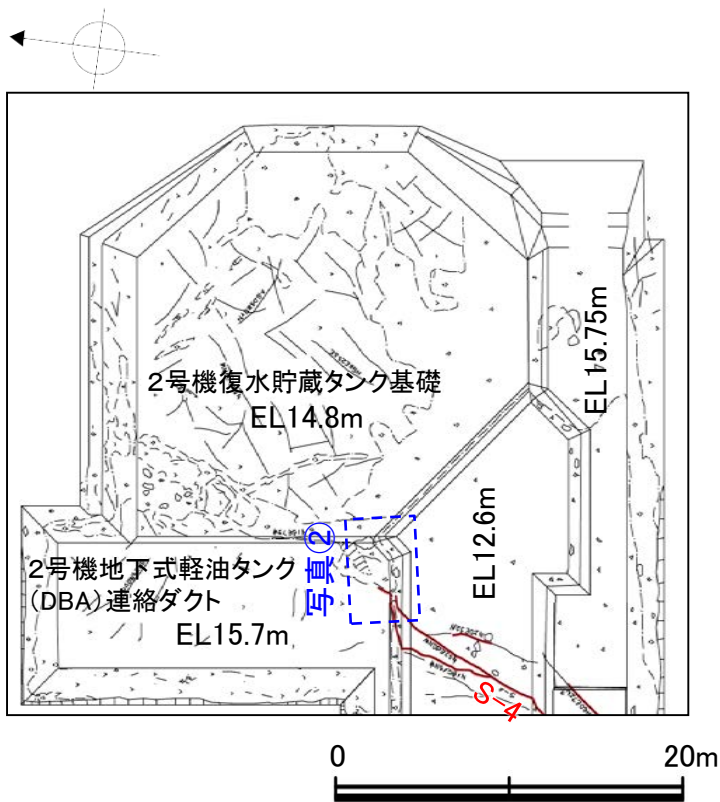 2号機復水貯蔵タンク基礎
EL14.8m
EL15.75m
EL12.6m
写真②
2号機地下式軽油タンク
(DBA)連絡ダクト
EL15.7m
S-4
0 20m